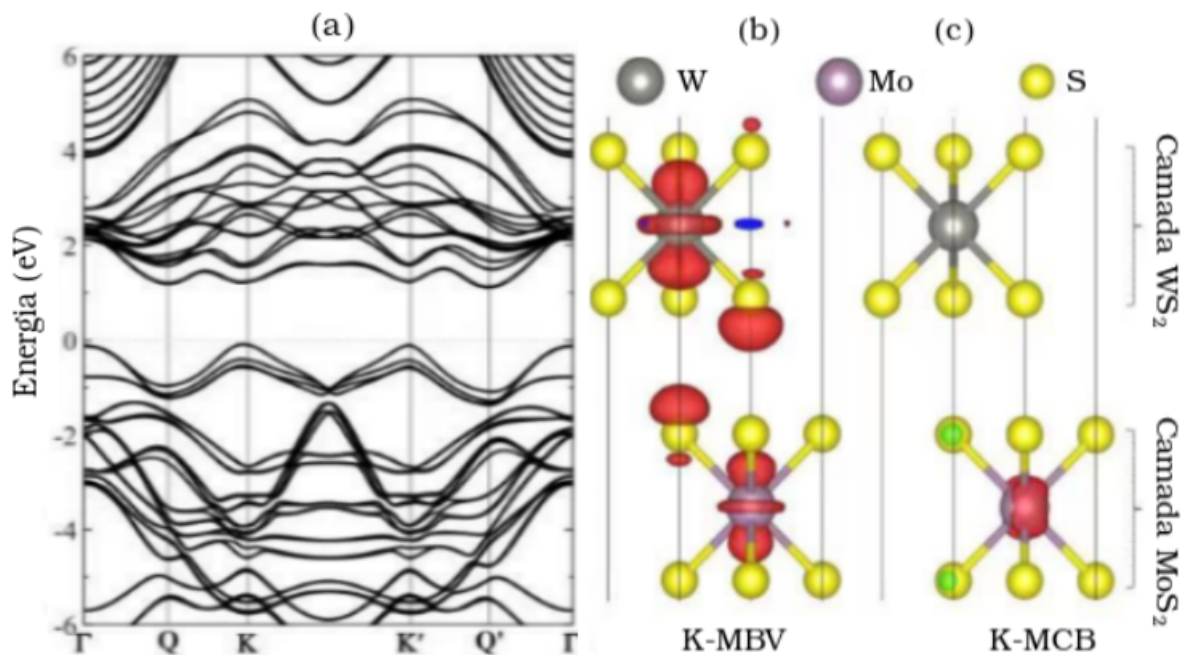 (a)
(b)
(c)
W
Mo
S
6
4
2
0
-2
-4
-6
Energia (eV)
Γ Q K K′ Q' Γ
Camada WS₂
Camada MoS₂
K-MBV
K-MCB